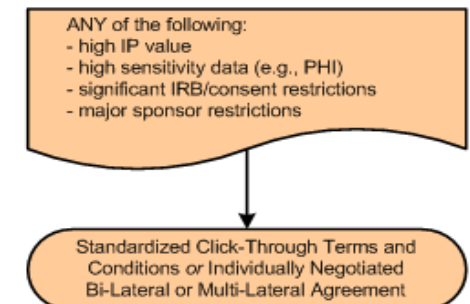 ANY of the following:
- high IP value
- high sensitivity data (e.g., PHI)
- significant IRB/consent restrictions
- major sponsor restrictions
Standardized Click-Through Terms and
Conditions or Individually Negotiated
Bi-Lateral or Multi-Lateral Agreement